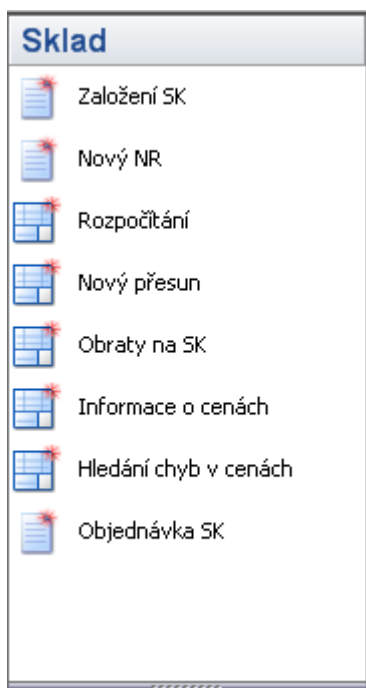 Sklad
Založení SK
Nový NR
Rozpočítání
Nový přesun
Obraty na SK
Informace o cenách
Hledání chyb v cenách
Objednávka SK